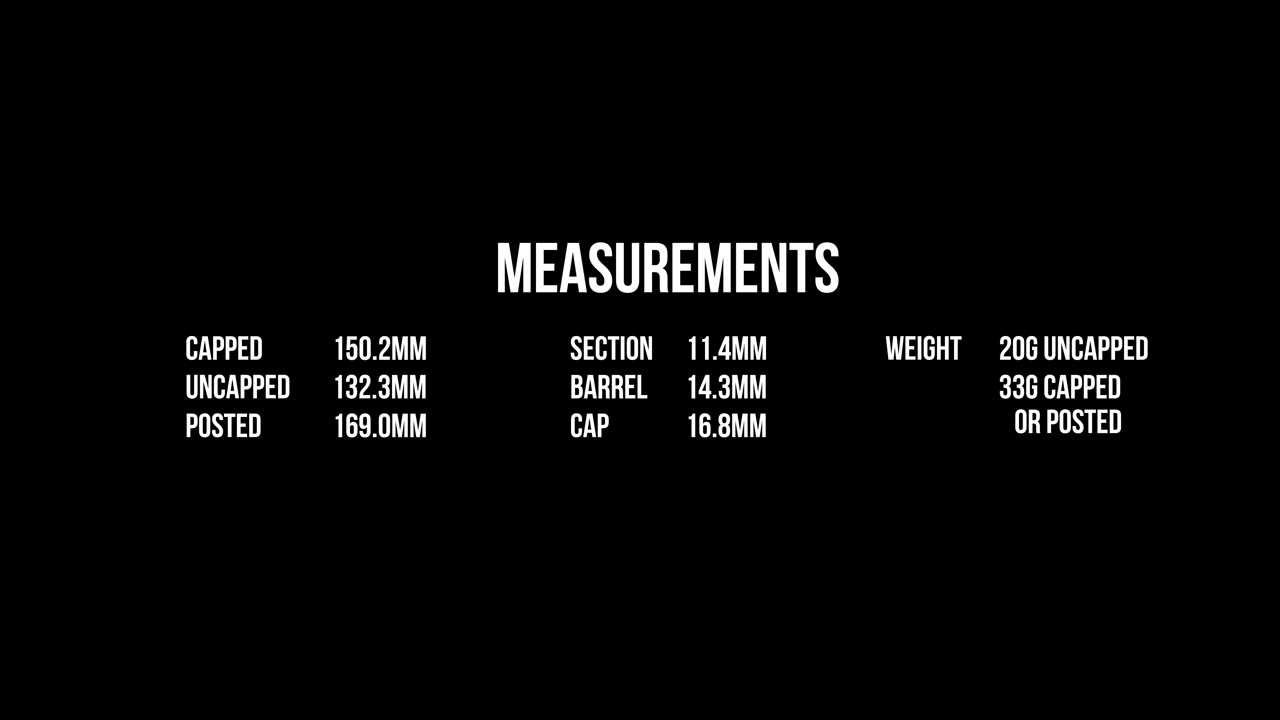 MEASUREMENTS
CAPPED 150.2MM
UNCAPPED 132.3MM
POSTED 169.0MM
SECTION 11.4MM
BARREL 14.3MM
CAP 16.8MM
WEIGHT 20G UNCAPPED
33G CAPPED
OR POSTED